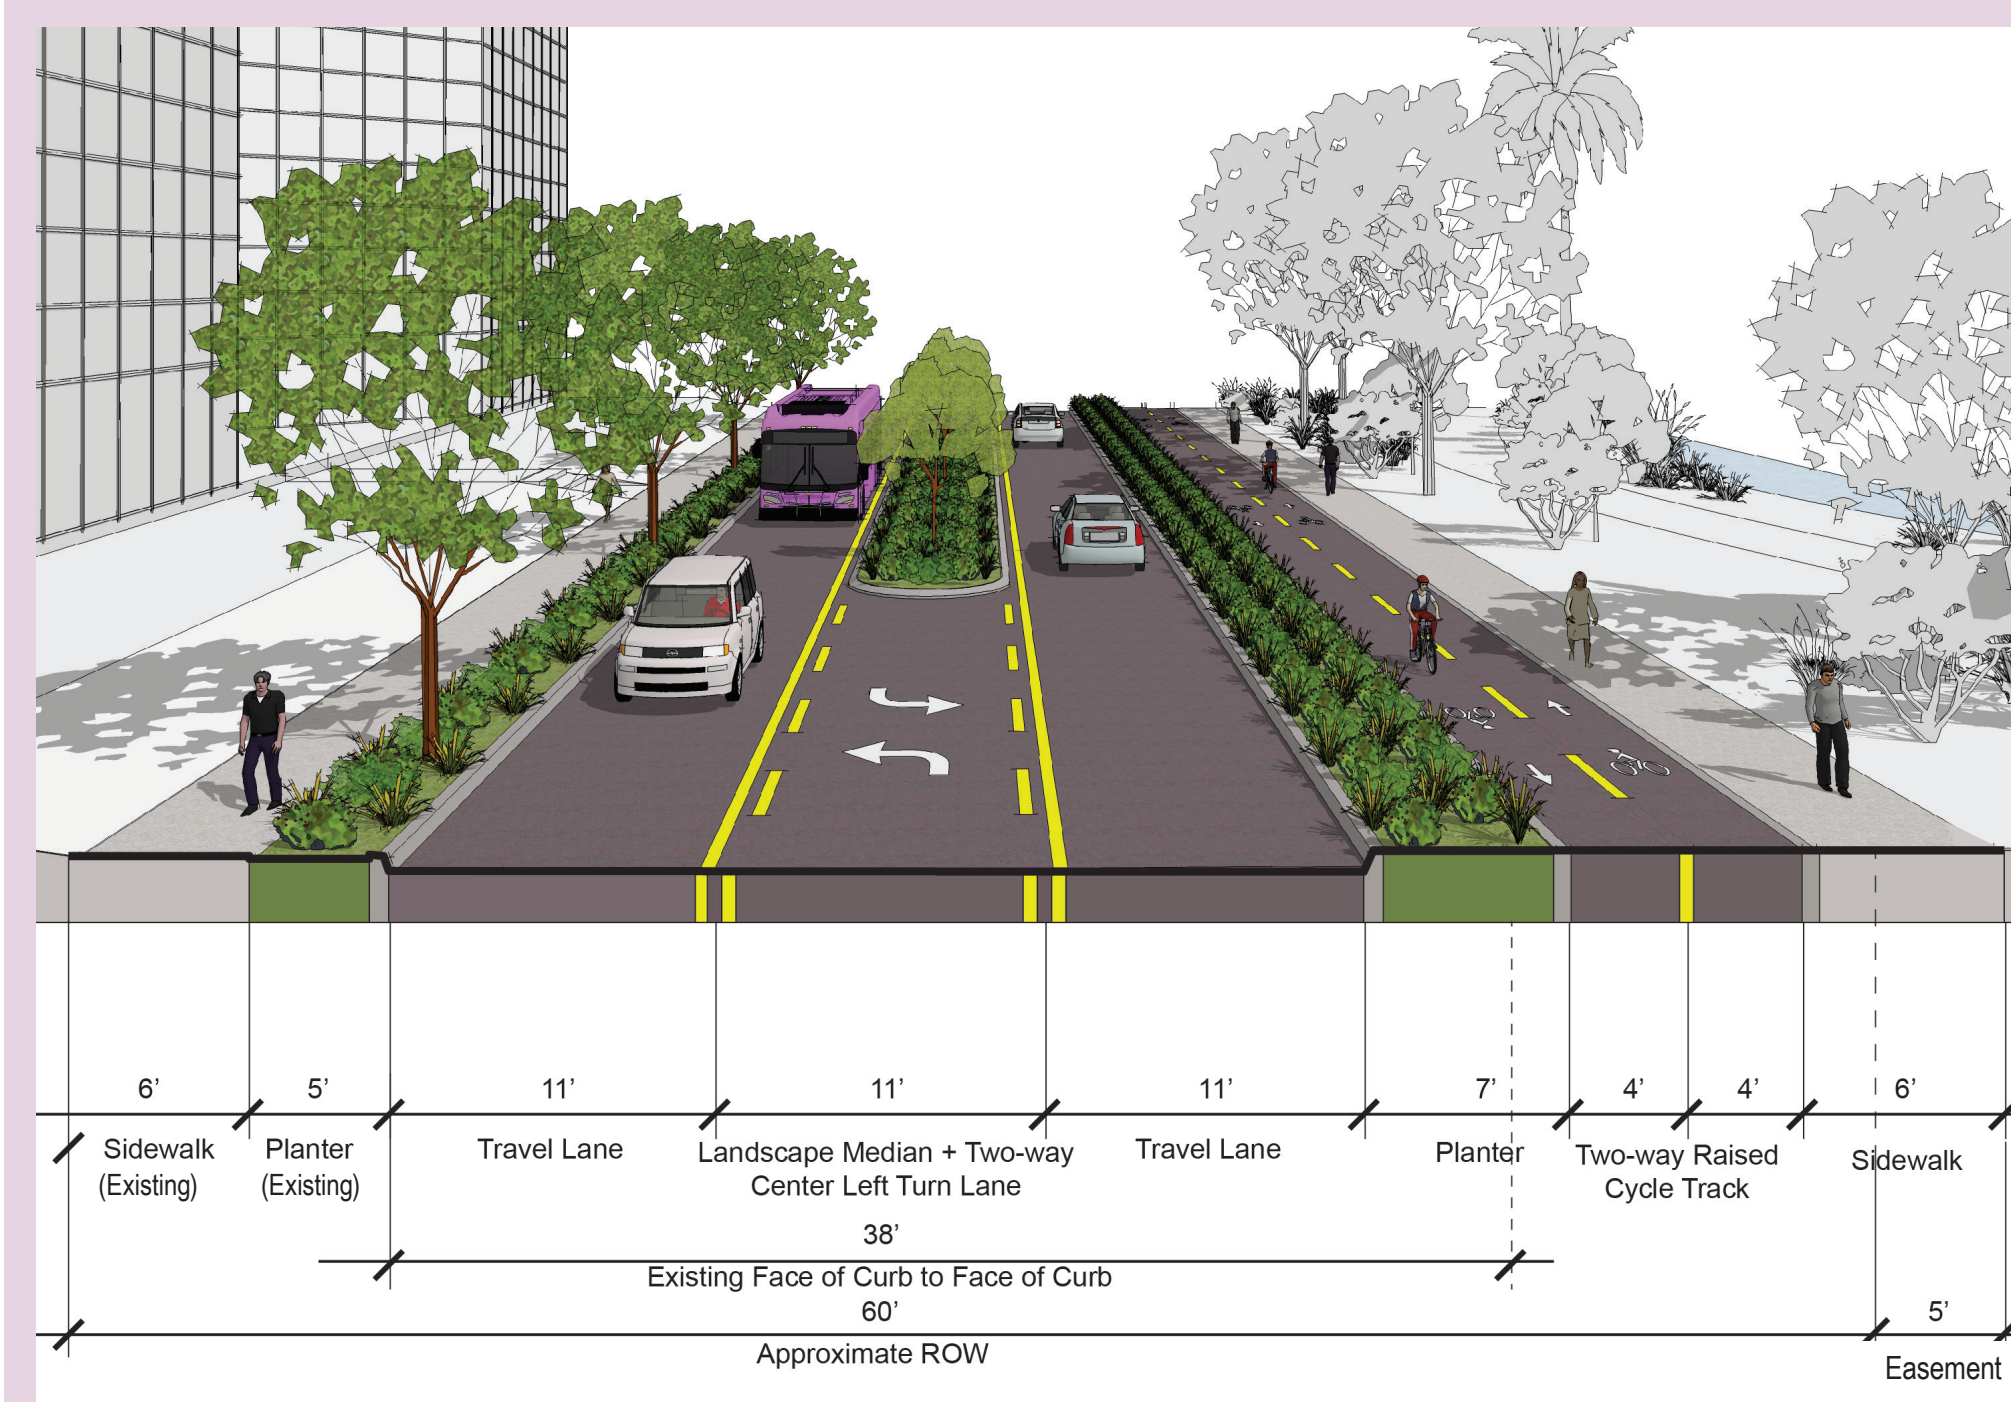 6’ 5’ 11’ 11’ 11’ 7’ 4’ 4’ 6’
Sidewalk
(Existing)
Planter
(Existing)
Travel Lane
Landscape Median + Two-way
Center Left Turn Lane
Travel Lane
Planter
Two-way Raised
Cycle Track
Sidewalk
38’
Existing Face of Curb to Face of Curb
60’
Approximate ROW
5’
Easement